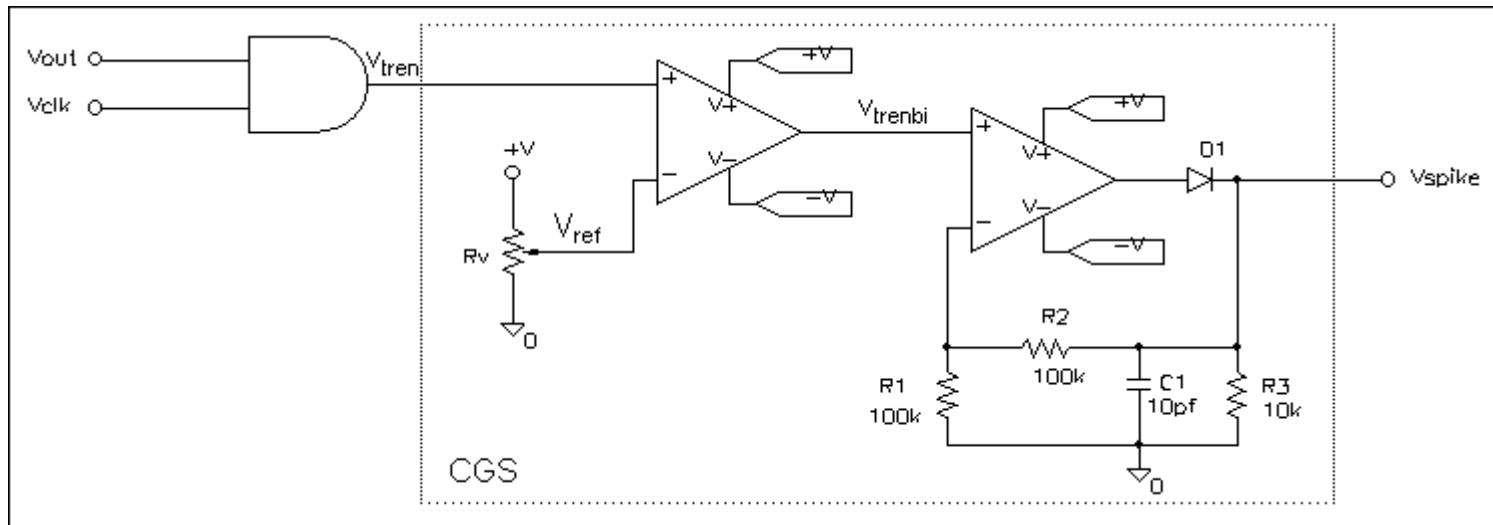 Vout
Vclk
Vtren
+V
Rv
Vref
0
+
−
V+
V−
+V
−V
Vtrenbi
+
−
V+
V−
+V
−V
D1
Vspike
R2
100k
R1
100k
C1
10pf
R3
10k
0
CGS